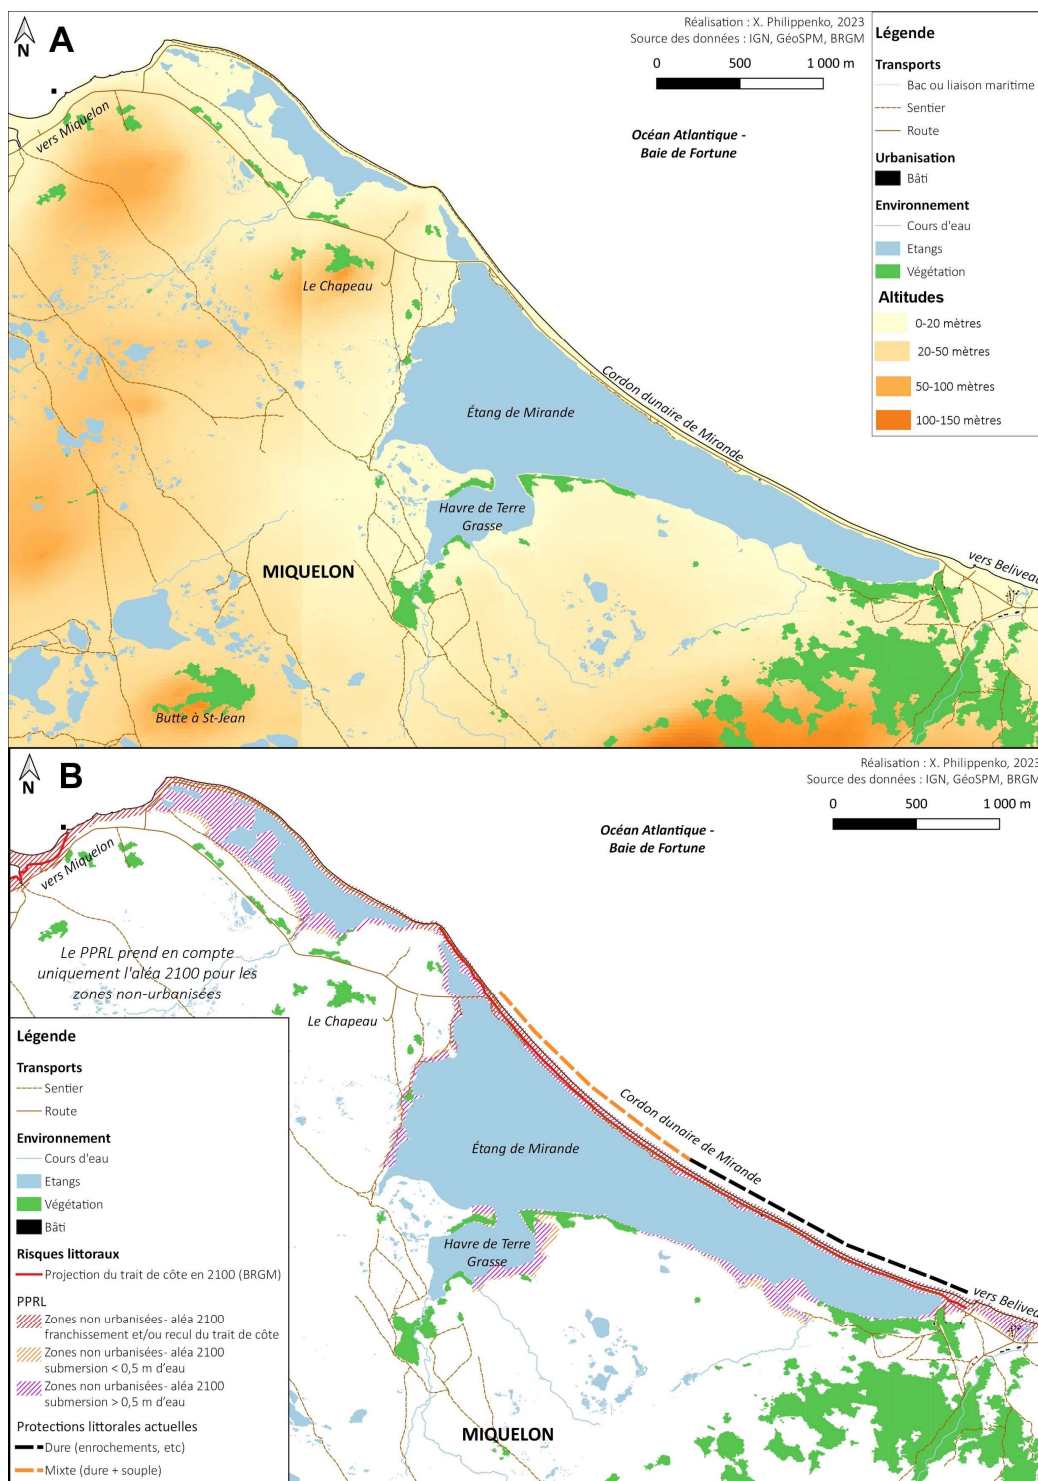 A
N
Réalisation : X. Philippenko, 2023
Source des données : IGN, GéoSPM, BRGM
0 500 1 000 m
Océan Atlantique -
Baie de Fortune
Légende
Transports
Bac ou liaison maritime
Sentier
Route
Urbanisation
Bâti
Environnement
Cours d'eau
Etangs
Végétation
Altitudes
0-20 mètres
20-50 mètres
50-100 mètres
100-150 mètres
vers Miquelon
Le Chapeau
Cordon dunaire de Mirande
Étang de Mirande
Havre de Terre
Grasse
MIQUELON
vers Beliveau
Butte à St-Jean
B
N
Réalisation : X. Philippenko, 2023
Source des données : IGN, GéoSPM, BRGM
0 500 1 000 m
Océan Atlantique -
Baie de Fortune
vers Miquelon
Le PPRL prend en compte
uniquement l'aléa 2100 pour les
zones non-urbanisées
Le Chapeau
Cordon dunaire de Mirande
Étang de Mirande
Havre de Terre
Grasse
vers Beliveau
MIQUELON
Légende
Transports
Sentier
Route
Environnement
Cours d'eau
Etangs
Végétation
Bâti
Risques littoraux
Projection du trait de côte en 2100 (BRGM)
PPRL
Zones non urbanisées- aléa 2100
franchissement et/ou recul du trait de côte
Zones non urbanisées- aléa 2100
submersion < 0,5 m d'eau
Zones non urbanisées- aléa 2100
submersion > 0,5 m d'eau
Protections littorales actuelles
Dure (enrochements, etc)
Mixte (dure + souple)